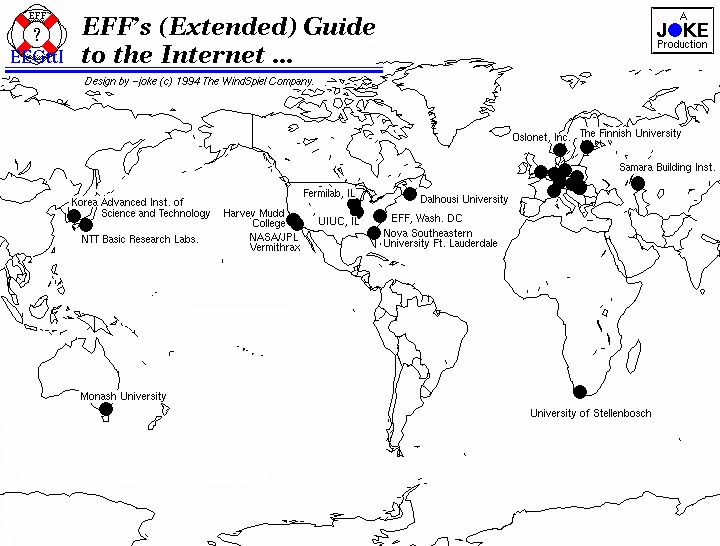 EFF
?
EEGttI
EFF's (Extended) Guide
to the Internet ...
A
JOKE
Production
Design by ~joke (c) 1994 The WindSpiel Company.
Oslonet, Inc.
The Finnish University
Samara Building Inst.
Fermilab, IL
Dalhousi University
Korea Advanced Inst. of
Science and Technology
Harvey Mudd
College
UIUC, IL
EFF, Wash. DC
NTT Basic Research Labs.
NASA/JPL
Vermithrax
Nova Southeastern
University Ft. Lauderdale
Monash University
University of Stellenbosch